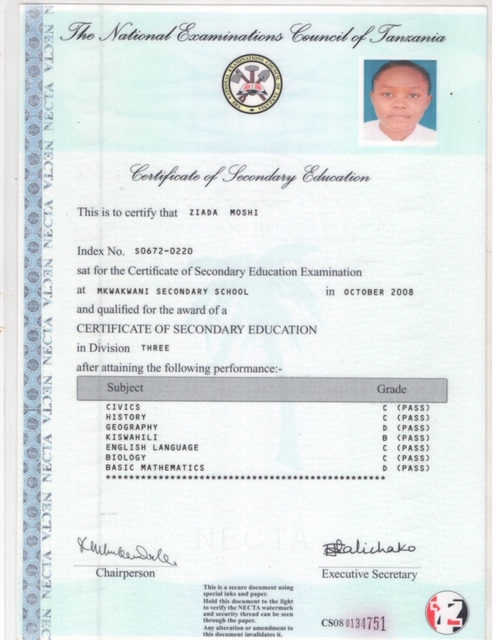 The National Examinations Council of Tanzania
Certificate of Secondary Education
This is to certify that ZIADA MOSHI
Index No. S0672-0220
sat for the Certificate of Secondary Education Examination
at MKWAKWANI SECONDARY SCHOOL in OCTOBER 2008
and qualified for the award of a
CERTIFICATE OF SECONDARY EDUCATION
in Division THREE
after attaining the following performance:-
Subject Grade
CIVICS C (PASS)
HISTORY C (PASS)
GEOGRAPHY D (PASS)
KISWAHILI B (PASS)
ENGLISH LANGUAGE C (PASS)
BIOLOGY C (PASS)
BASIC MATHEMATICS D (PASS)
NECTA
Chairperson Executive Secretary
This is a secure document using
special inks and paper.
Hold this document to the light
to verify the NECTA watermark
and security thread can be seen
through the paper.
Any alteration or amendment to
this document invalidates it.
CS08 0134751
NECTA NECTA NECTA NECTA NECTA NECTA NECTA NECTA